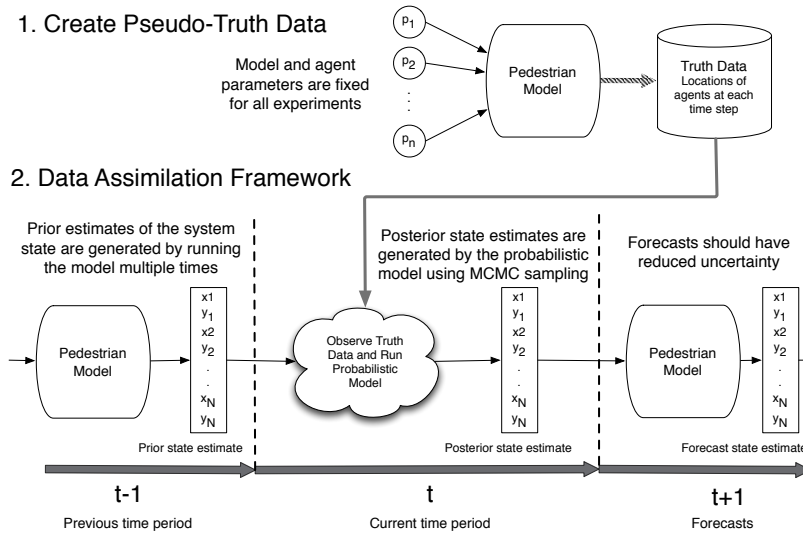 1. Create Pseudo-Truth Data
Model and agent
parameters are fixed
for all experiments
p1
p2
.
.
.
pn
Pedestrian
Model
Truth Data
Locations of
agents at each
time step
2. Data Assimilation Framework
Prior estimates of the system
state are generated by running
the model multiple times
Posterior state estimates are
generated by the probabilistic
model using MCMC sampling
Forecasts should have
reduced uncertainty
Pedestrian
Model
x1
y1
x2
y2
.
.
xN
yN
Prior state estimate
Observe Truth
Data and Run
Probabilistic
Model
x1
y1
x2
y2
.
.
xN
yN
Posterior state estimate
Pedestrian
Model
x1
y1
x2
y2
.
.
xN
yN
Forecast state estimate
t-1
Previous time period
t
Current time period
t+1
Forecasts